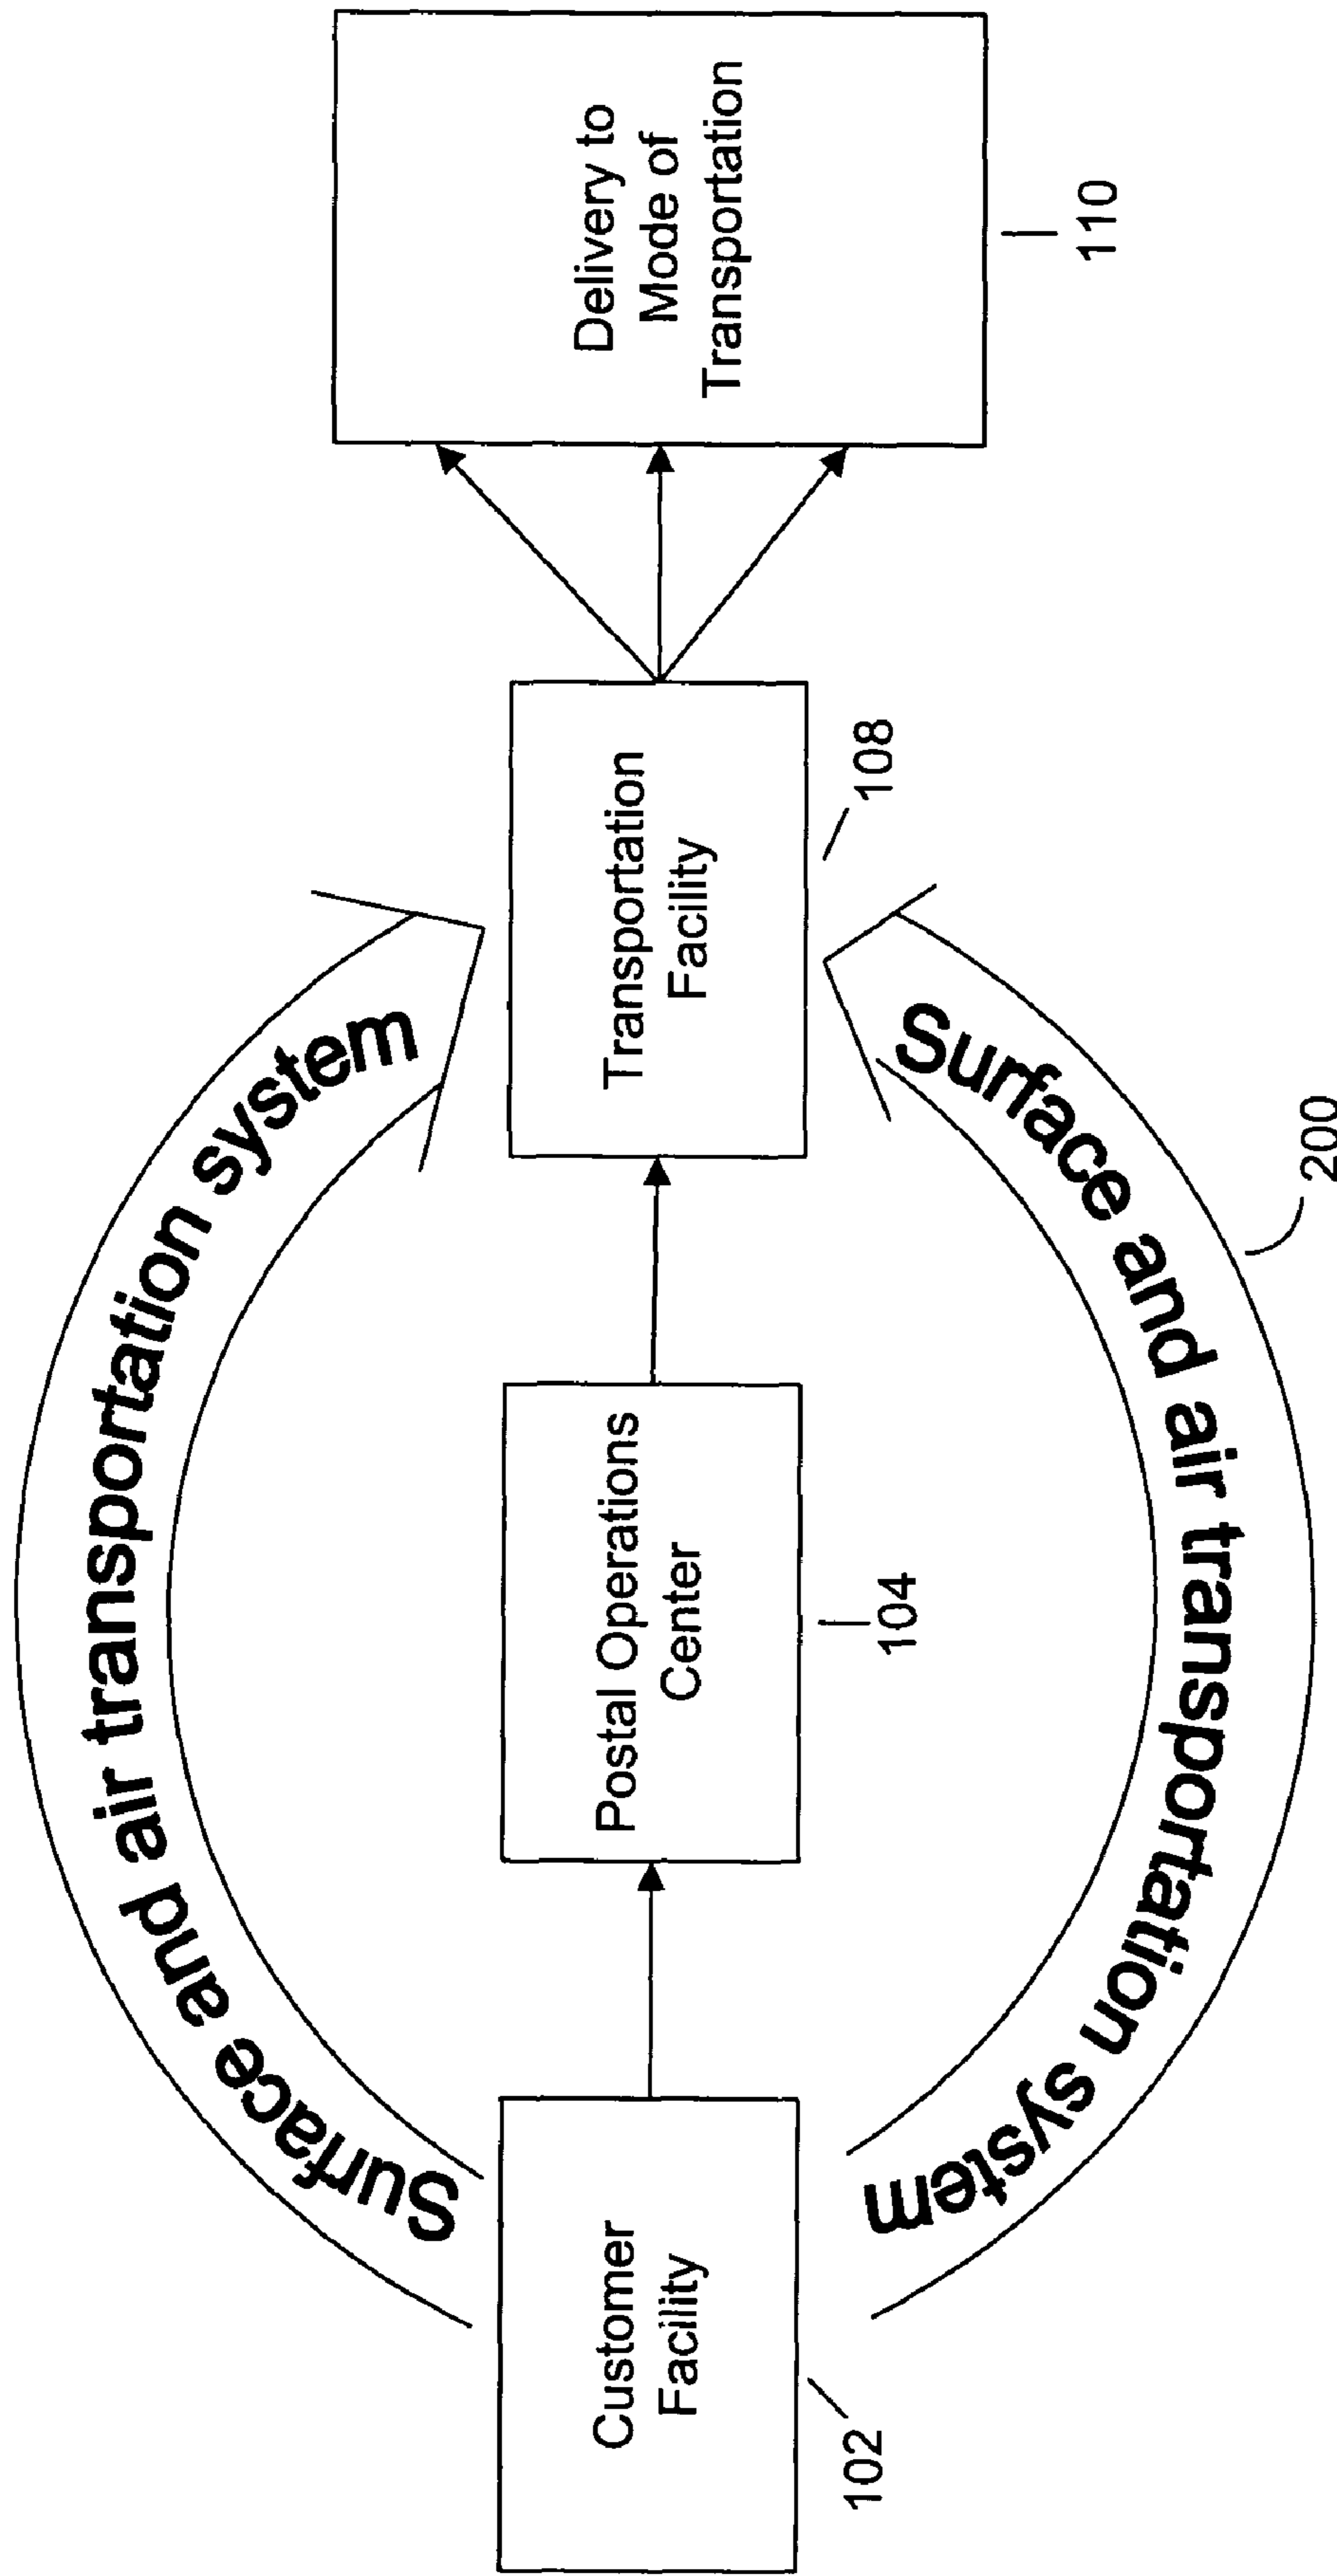 Surface and air transportation system
Customer
Facility
102
Postal Operations
Center
104
Transportation
Facility
108
Delivery to
Mode of
Transportation
110
Surface and air transportation system
200